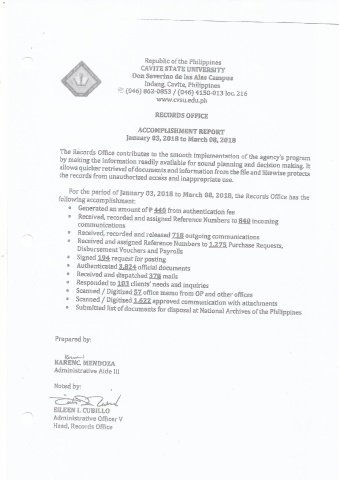 Republic of the Philippines
CAVITE STATE UNIVERSITY
Don Severino de las Alas Campus
Indang, Cavite, Philippines
(046) 862-0853 / (046) 4150-013 loc. 216
www.cvsu.edu.ph
RECORDS OFFICE
ACCOMPLISHMENT REPORT
January 03, 2018 to March 08, 2018
The Records Office contributes to the smooth implementation of the agency's program
by making the information readily available for sound planning and decision making. It
allows quicker retrieval of documents and information from the file and likewise protects
the records from unauthorized access and inappropriate use.
For the period of January 03, 2018 to March 08, 2018, the Records Office has the
following accomplishment:
• Generated an amount of ₱ 440 from authentication fee
• Received, recorded and assigned Reference Numbers to 840 incoming
communications
• Received, recorded and released 718 outgoing communications
• Received and assigned Reference Numbers to 1,275 Purchase Requests,
Disbursement Vouchers and Payrolls
• Signed 194 request for posting
• Authenticated 3,824 official documents
• Received and dispatched 378 mails
• Responded to 103 clients' needs and inquiries
• Scanned / Digitized 57 office memo from OP and other offices
• Scanned / Digitized 1,622 approved communication with attachments
• Submitted list of documents for disposal at National Archives of the Philippines
Prepared by:
KAREN C. MENDOZA
Administrative Aide III
Noted by:
EILEEN L. CUBILLO
Administrative Officer V
Head, Records Office